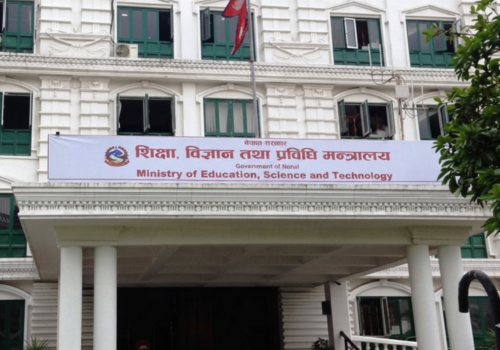 नेपाल सरकार
शिक्षा, विज्ञान तथा प्रविधि मन्त्रालय
Government of Nepal
Ministry of Education, Science and Technology